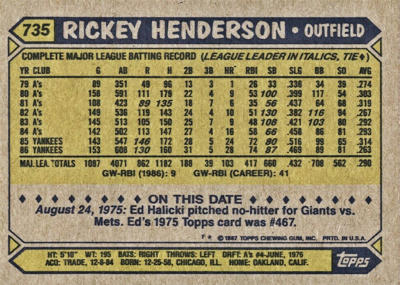 735 RICKEY HENDERSON • OUTFIELD
COMPLETE MAJOR LEAGUE BATTING RECORD (LEAGUE LEADER IN ITALICS, TIE♦)
YR CLUB G AB R H 2B 3B HR RBI SB SLG BB SO AVG
79 A's 89 351 49 96 13 3 1 26 33 .336 34 39 .274
80 A's 158 591 111 179 22 4 9 53 100 .399 117 54 .303
81 A's 108 423 89 135 18 7 6 35 56 .437 64 68 .319
82 A's 149 536 119 143 24 4 10 51 130 .382 116 94 .267
83 A's 145 513 105 150 25 7 9 48 108 .421 103 80 .292
84 A's 142 502 113 147 27 4 16 58 66 .458 86 81 .293
85 YANKEES 143 547 146 172 28 5 24 72 80 .516 99 65 .314
86 YANKEES 153 608 130 160 31 5 28 74 87 .469 89 81 .263
MAJ. LEA. TOTALS 1087 4071 862 1182 188 39 103 417 660 .432 708 562 .290
GW-RBI (1986): 9 GW-RBI (CAREER): 41
ON THIS DATE
August 24, 1975: Ed Halicki pitched no-hitter for Giants vs.
Mets. Ed's 1975 Topps card was #467.
© 1987 TOPPS CHEWING GUM, INC. PRTD. IN U.S.A.
HT: 5'10" WT: 195 BATS: RIGHT THROWS: LEFT DRFT: A's #4-JUNE, 1976
ACQ: TRADE, 12-8-84 BORN: 12-25-58, CHICAGO, ILL. HOME: OAKLAND, CALIF.
TOPPS